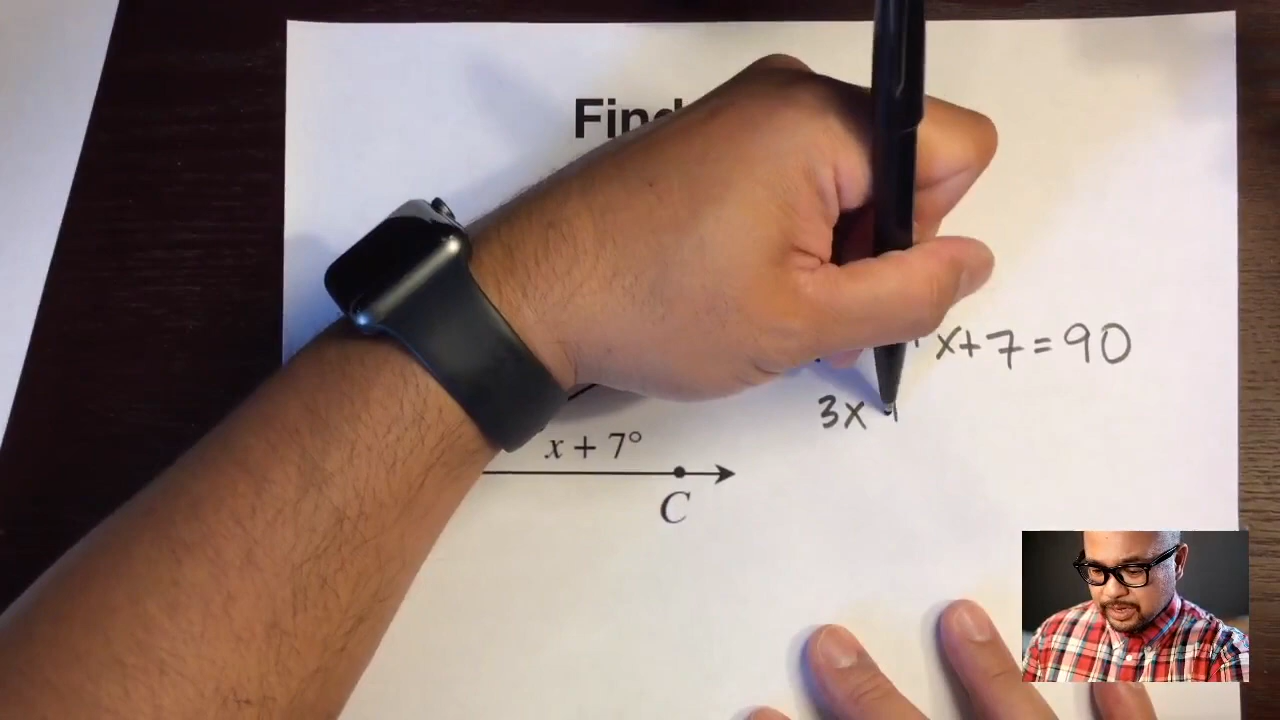 Find
x+7=90
3x
x + 7°
C